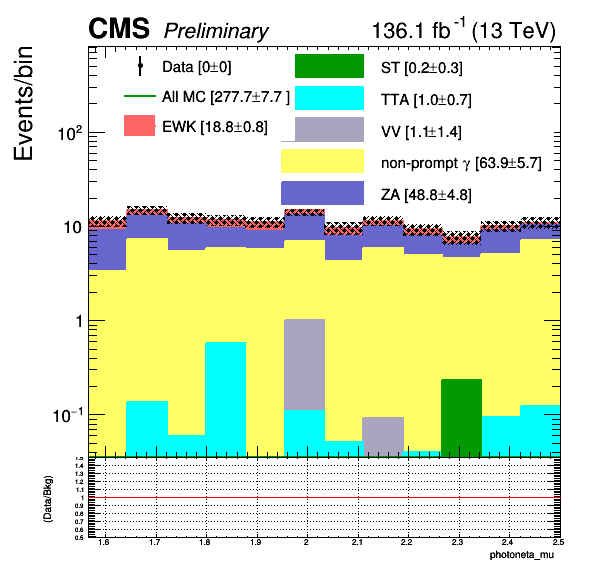 CMS Preliminary 136.1 fb⁻¹ (13 TeV)
Events/bin
Data [0±0]
All MC [277.7±7.7 ]
EWK [18.8±0.8]
ST [0.2±0.3]
TTA [1.0±0.7]
VV [1.1±1.4]
non-prompt γ [63.9±5.7]
ZA [48.8±4.8]
10²
10
1
10⁻¹
(Data/Bkg)
1.5
1.4
1.3
1.2
1.1
1
0.9
0.8
0.7
0.6
0.5
1.6 1.7 1.8 1.9 2 2.1 2.2 2.3 2.4 2.5
photoneta_mu